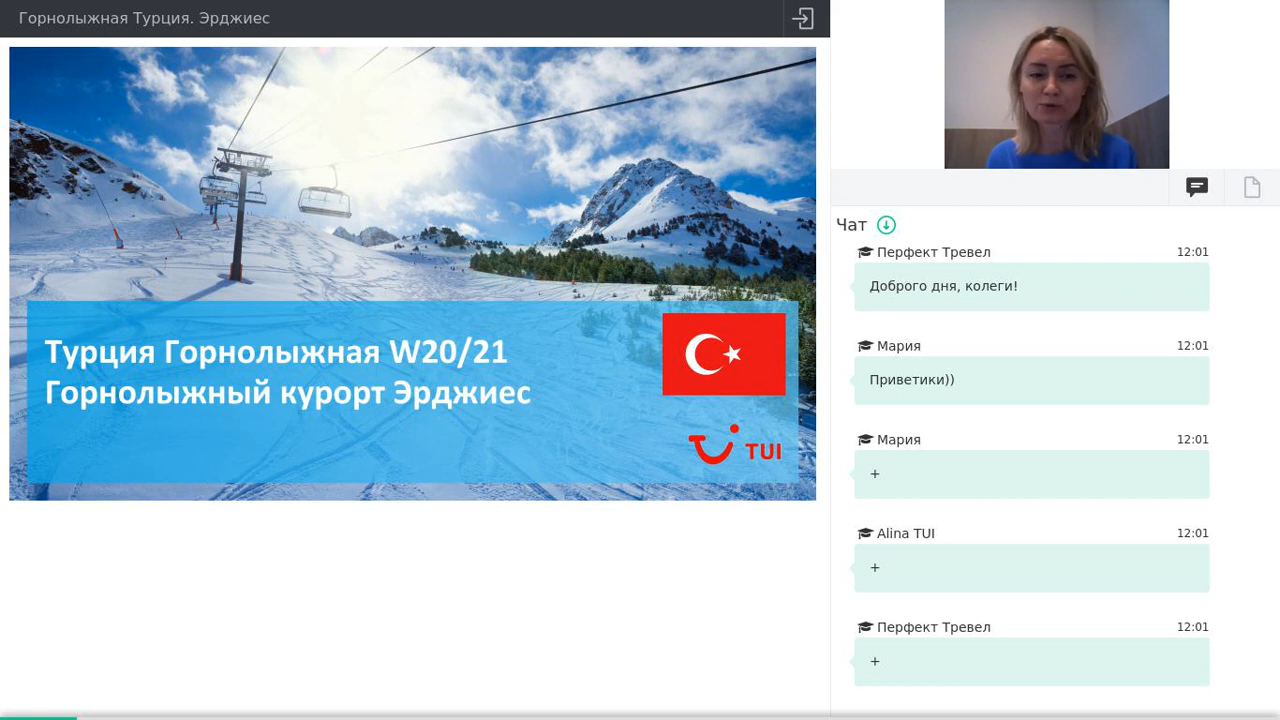 Горнолыжная Турция. Эрджиес
Турция Горнолыжная W20/21
Горнолыжный курорт Эрджиес
TUI
Чат
Перфект Тревел 12:01
Доброго дня, колеги!
Мария 12:01
Приветики))
Мария 12:01
+
Alina TUI 12:01
+
Перфект Тревел 12:01
+